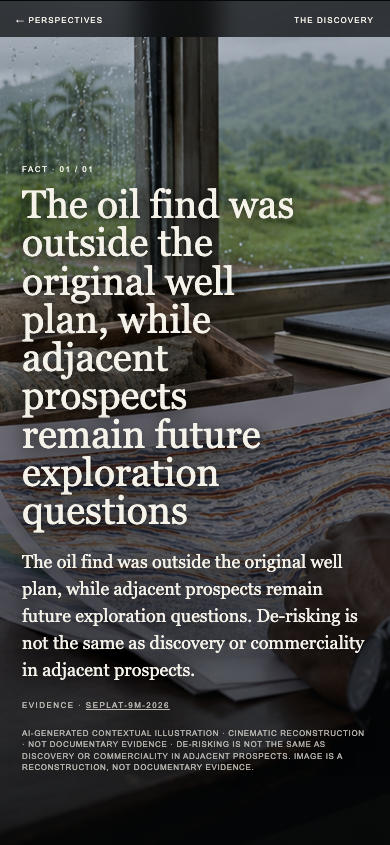 ← PERSPECTIVES
THE DISCOVERY
FACT · 01 / 01
The oil find was
outside the
original well
plan, while
adjacent
prospects
remain future
exploration
questions
The oil find was outside the original well
plan, while adjacent prospects remain
future exploration questions. De-risking is
not the same as discovery or commerciality
in adjacent prospects.
EVIDENCE · SEPLAT-9M-2026
AI-GENERATED CONTEXTUAL ILLUSTRATION · CINEMATIC RECONSTRUCTION
· NOT DOCUMENTARY EVIDENCE · DE-RISKING IS NOT THE SAME AS
DISCOVERY OR COMMERCIALITY IN ADJACENT PROSPECTS. IMAGE IS A
RECONSTRUCTION, NOT DOCUMENTARY EVIDENCE.